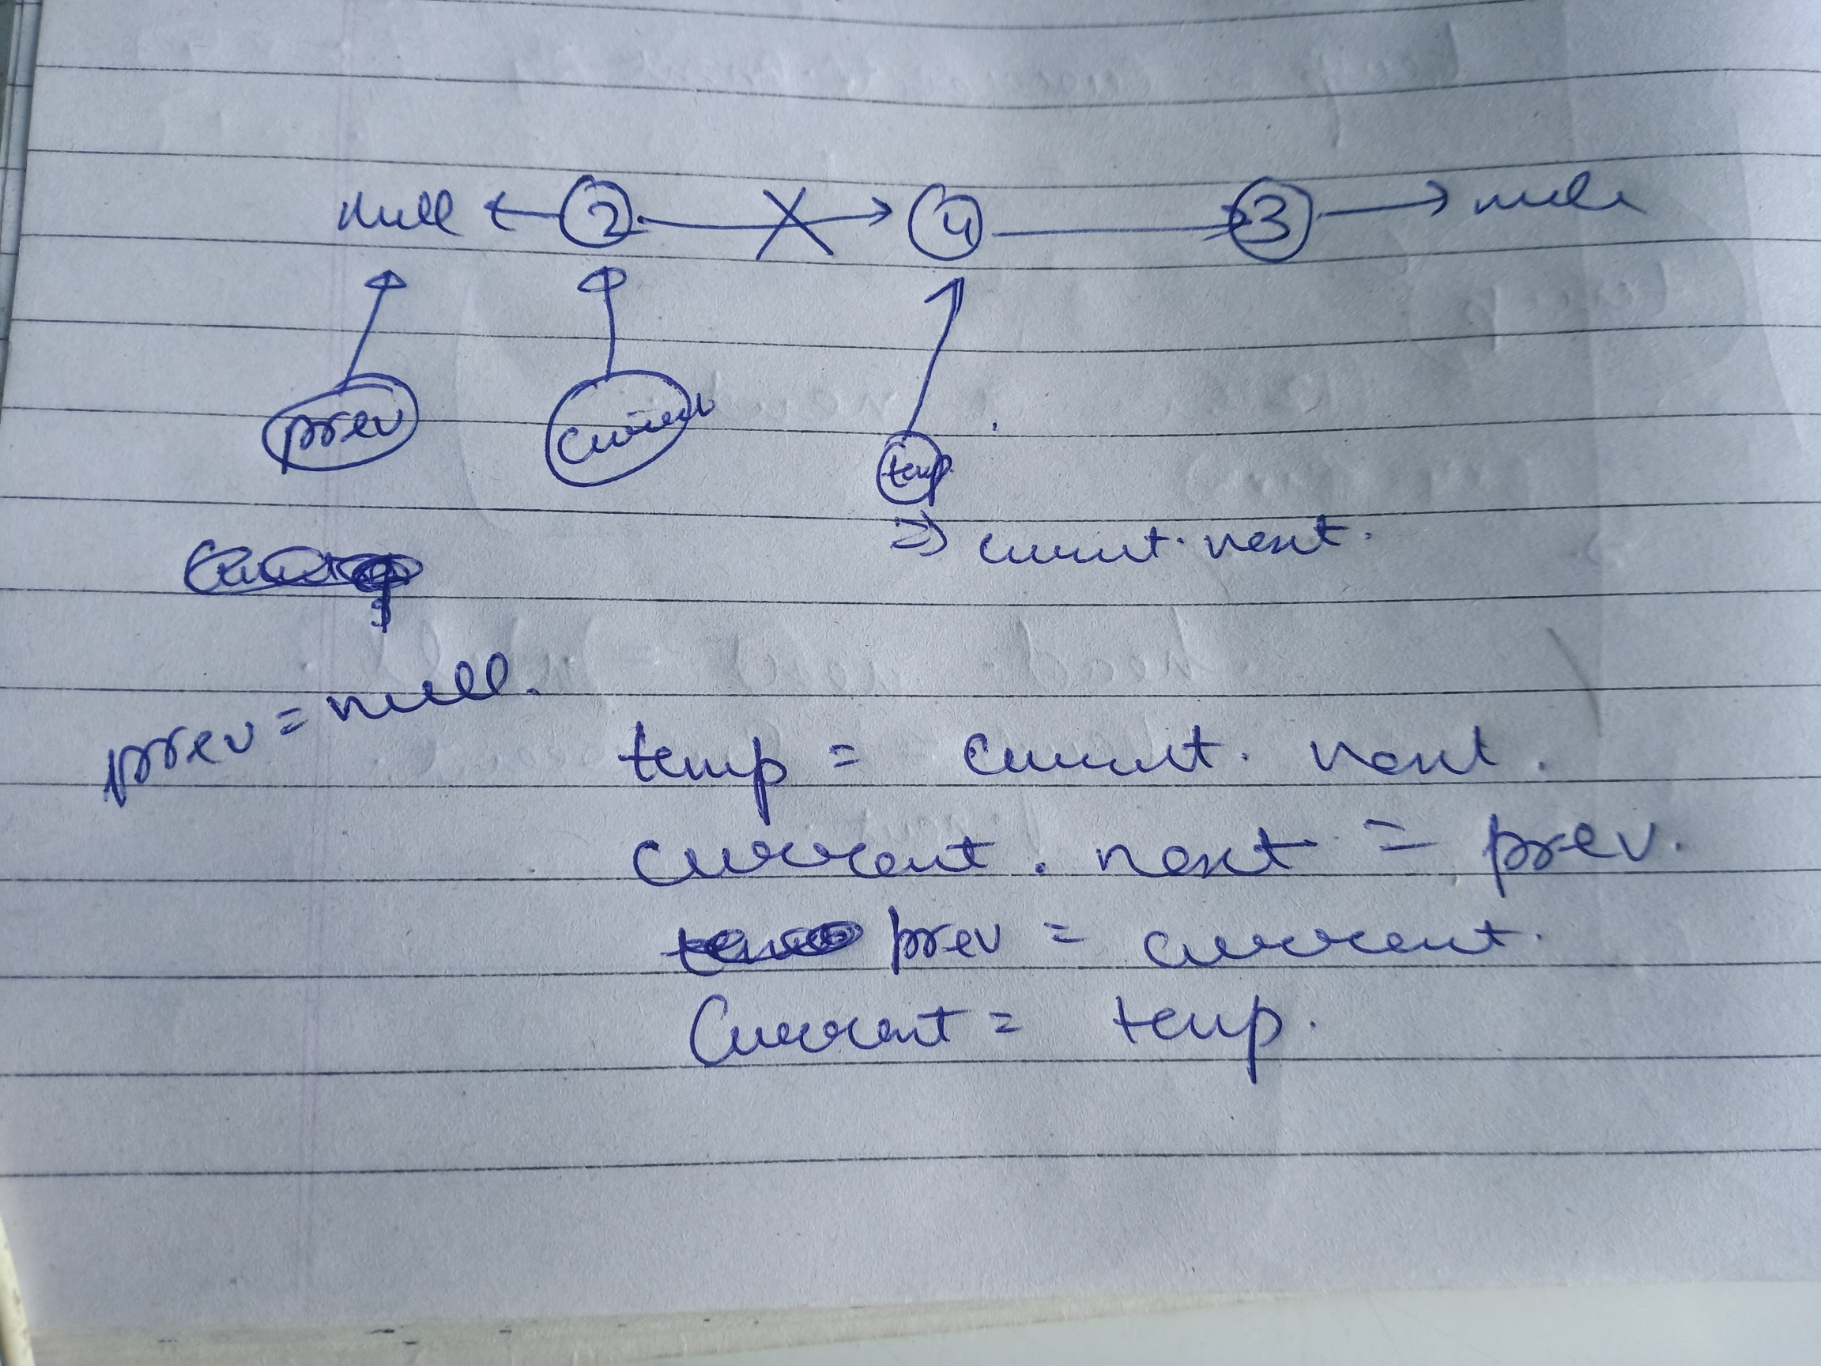 null ← 2 → 4 → 3 → null
prev current temp
⇒ current.next.
prev = null.
temp = current. next.
current. next = prev.
prev = current.
Current = temp.